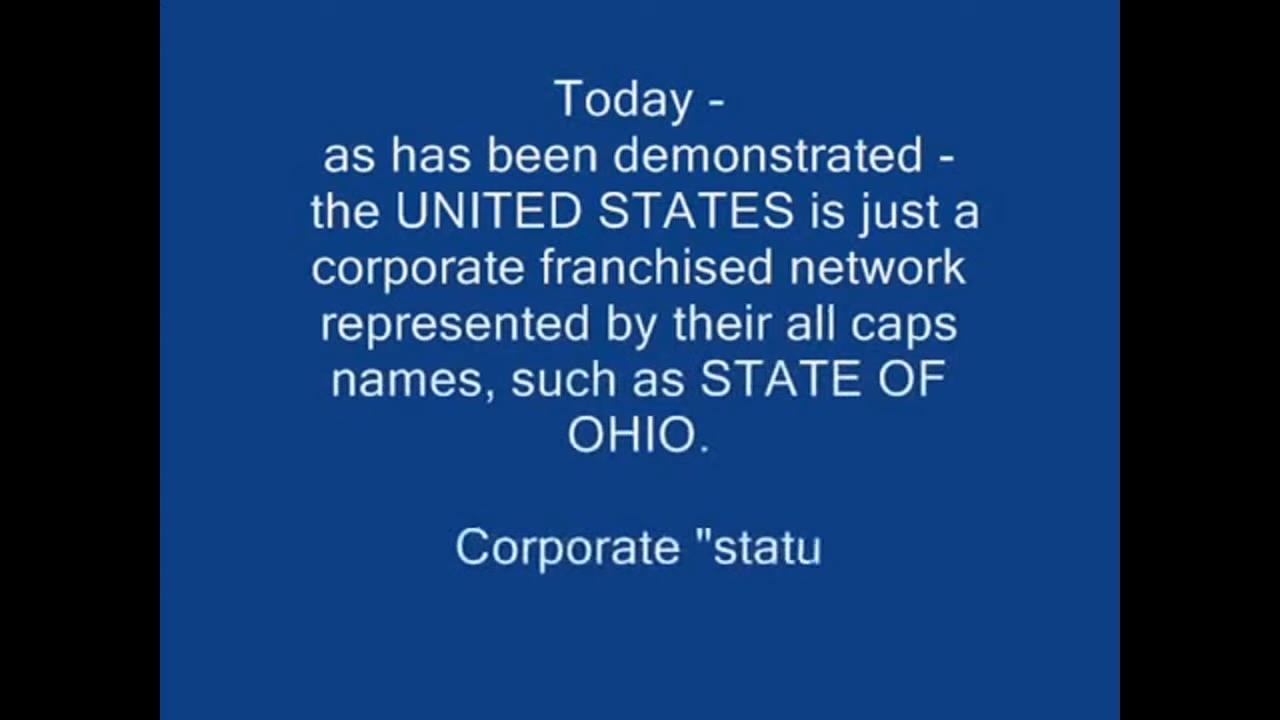 Today -
as has been demonstrated -
the UNITED STATES is just a
corporate franchised network
represented by their all caps
names, such as STATE OF
OHIO.
Corporate "statu